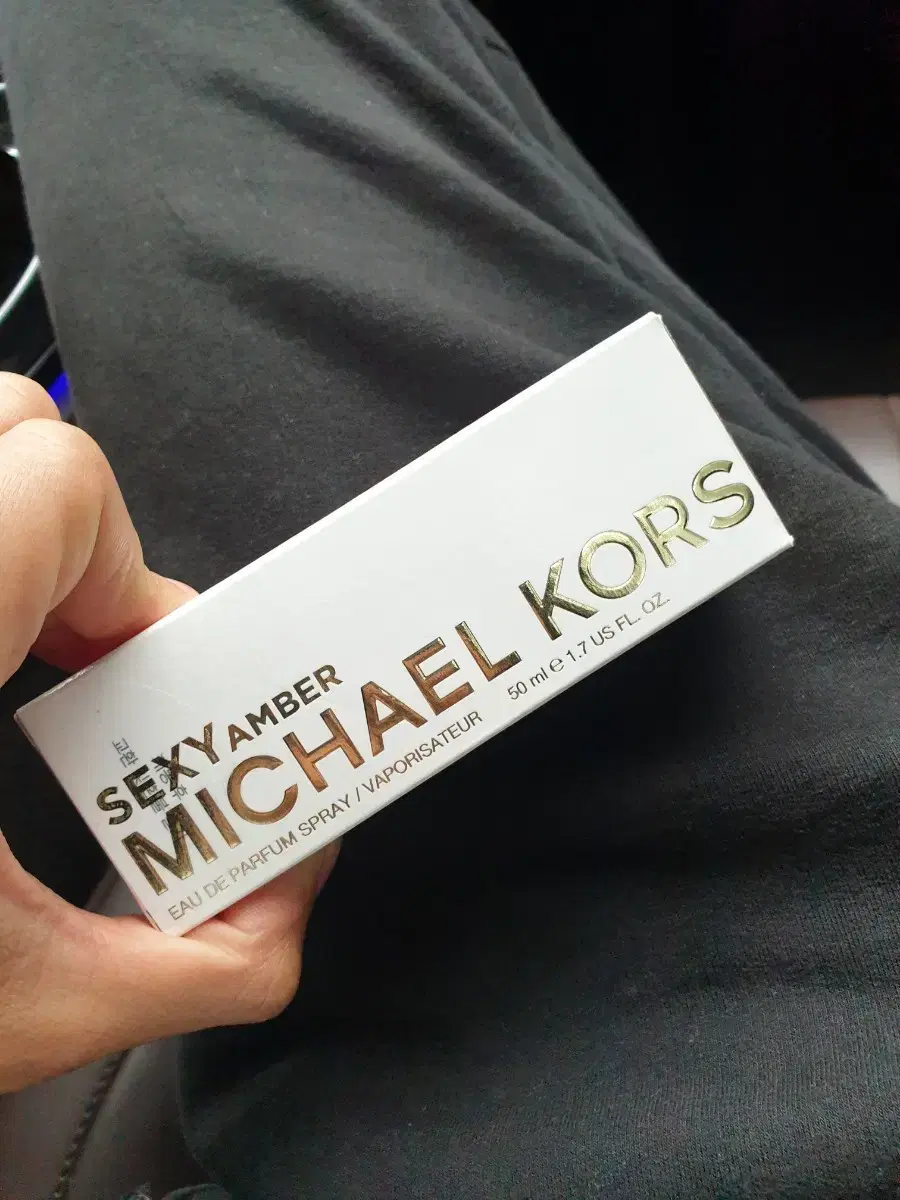 SEXY AMBER
MICHAEL KORS
EAU DE PARFUM SPRAY / VAPORISATEUR 50 ml e 1.7 US FL. OZ.